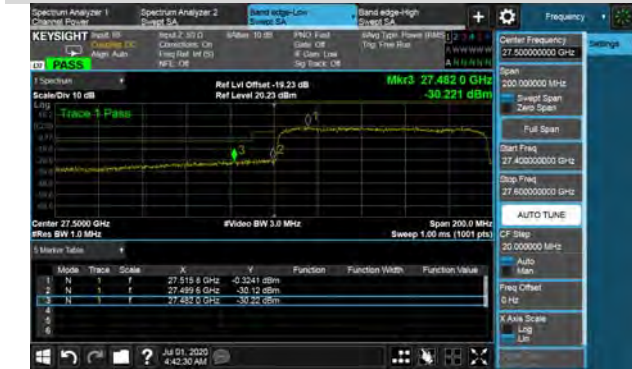 Spectrum Analyzer 1
Channel Power
Spectrum Analyzer 2
Swept SA
Band edge-Low
Swept SA
Band edge-High
Swept SA
Frequency
KEYSIGHT
Input: RF
Coupling: DC
Align: Auto
Input Z: 50 Ω
Corrections: On
Freq Ref: Int (S)
NFE: Off
#Atten: 10 dB
PNO: Fast
Gate: Off
IF Gain: Low
Sig Track: Off
#Avg Type: Power (RMS)
Trig: Free Run
PASS
1 Spectrum
Scale/Div 10 dB
Ref Lvl Offset -19.23 dB
Ref Level 20.23 dBm
Mkr3 27.482 0 GHz
-30.221 dBm
Log
Trace 1 Pass
1
2
3
Center 27.5000 GHz
#Res BW 1.0 MHz
#Video BW 3.0 MHz
Span 200.0 MHz
Sweep 1.00 ms (1001 pts)
5 Marker Table
Mode Trace Scale X Y Function Function Width Function Value
1 N 1 f 27.515 8 GHz -0.3241 dBm
2 N 1 f 27.499 6 GHz -30.12 dBm
3 N 1 f 27.482 0 GHz -30.22 dBm
4
5
6
Jul 01, 2020
4:42:30 AM
Center Frequency
27.500000000 GHz
Settings
Span
200.000000 MHz
Swept Span
Zero Span
Full Span
Start Freq
27.400000000 GHz
Stop Freq
27.600000000 GHz
AUTO TUNE
CF Step
20.000000 MHz
Auto
Man
Freq Offset
0 Hz
X Axis Scale
Log
Lin